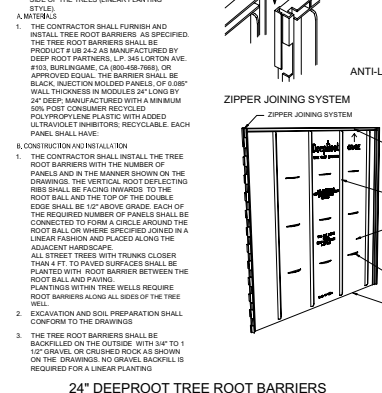 SIDE OF THE TREES (LINEAR PLANTING
STYLE).
A. MATERIALS
1. THE CONTRACTOR SHALL FURNISH AND
INSTALL TREE ROOT BARRIERS AS SPECIFIED.
THE TREE ROOT BARRIERS SHALL BE
PRODUCT # UB 24-2 AS MANUFACTURED BY
DEEP ROOT PARTNERS, L.P. 345 LORTON AVE.
#103, BURLINGAME, CA (800-458-7668), OR
APPROVED EQUAL. THE BARRIER SHALL BE
BLACK, INJECTION MOLDED PANELS, OF 0.085"
WALL THICKNESS IN MODULES 24" LONG BY
24" DEEP; MANUFACTURED WITH A MINIMUM
50% POST CONSUMER RECYCLED
POLYPROPYLENE PLASTIC WITH ADDED
ULTRAVIOLET INHIBITORS; RECYCLABLE. EACH
PANEL SHALL HAVE:
B. CONSTRUCTION AND INSTALLATION
1. THE CONTRACTOR SHALL INSTALL THE TREE
ROOT BARRIERS WITH THE NUMBER OF
PANELS AND IN THE MANNER SHOWN ON THE
DRAWINGS. THE VERTICAL ROOT DEFLECTING
RIBS SHALL BE FACING INWARDS TO THE
ROOT BALL AND THE TOP OF THE DOUBLE
EDGE SHALL BE 1/2" ABOVE GRADE. EACH OF
THE REQUIRED NUMBER OF PANELS SHALL BE
CONNECTED TO FORM A CIRCLE AROUND THE
ROOT BALL OR WHERE SPECIFIED JOINED IN A
LINEAR FASHION AND PLACED ALONG THE
ADJACENT HARDSCAPE.
ALL STREET TREES WITH TRUNKS CLOSER
THAN 4 FT. TO PAVED SURFACES SHALL BE
PLANTED WITH ROOT BARRIER BETWEEN THE
ROOT BALL AND PAVING.
PLANTINGS WITHIN TREE WELLS REQUIRE
ROOT BARRIERS ALONG ALL SIDES OF THE TREE
WELL.
2. EXCAVATION AND SOIL PREPARATION SHALL
CONFORM TO THE DRAWINGS
3. THE TREE ROOT BARRIERS SHALL BE
BACKFILLED ON THE OUTSIDE WITH 3/4" TO 1
1/2" GRAVEL OR CRUSHED ROCK AS SHOWN
ON THE DRAWINGS. NO GRAVEL BACKFILL IS
REQUIRED FOR A LINEAR PLANTING
ANTI-L
ZIPPER JOINING SYSTEM
ZIPPER JOINING SYSTEM
DeepRoot
24" DEEPROOT TREE ROOT BARRIERS